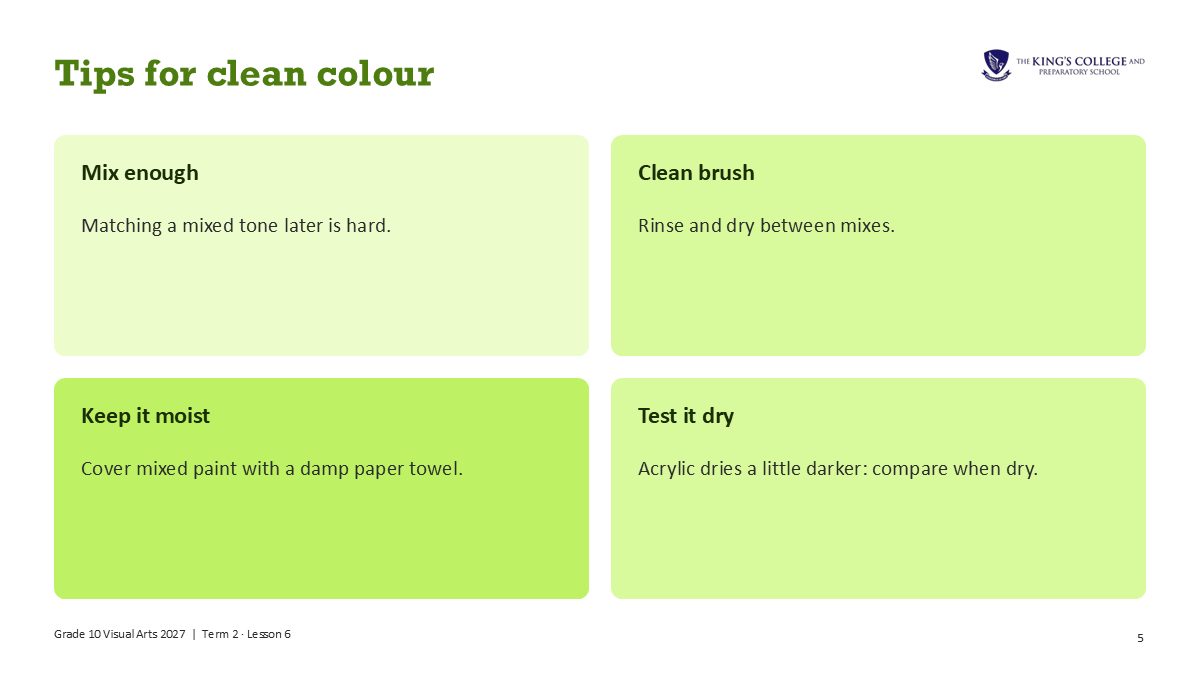 Tips for clean colour
THE KING'S COLLEGE AND
PREPARATORY SCHOOL
Mix enough
Matching a mixed tone later is hard.
Clean brush
Rinse and dry between mixes.
Keep it moist
Cover mixed paint with a damp paper towel.
Test it dry
Acrylic dries a little darker: compare when dry.
Grade 10 Visual Arts 2027 | Term 2 · Lesson 6
5